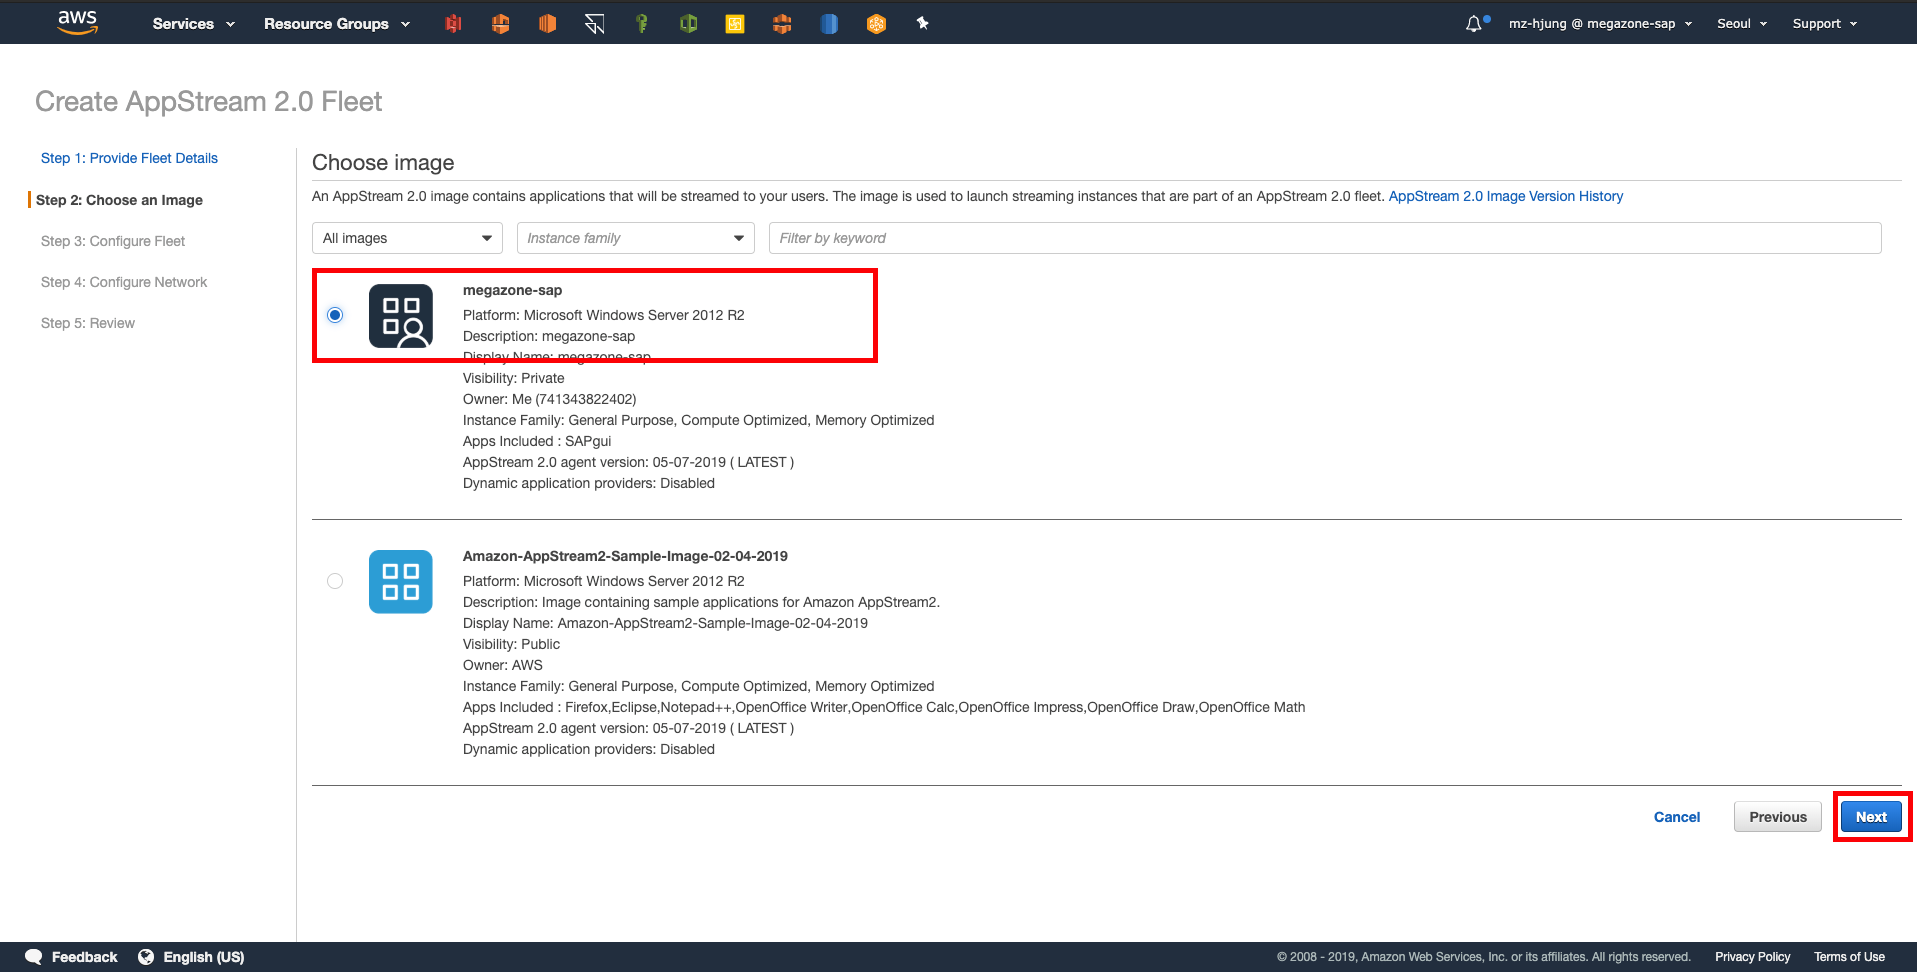 aws Services Resource Groups mz-hjung @ megazone-sap Seoul Support
Create AppStream 2.0 Fleet
Step 1: Provide Fleet Details
Step 2: Choose an Image
Step 3: Configure Fleet
Step 4: Configure Network
Step 5: Review
Choose image
An AppStream 2.0 image contains applications that will be streamed to your users. The image is used to launch streaming instances that are part of an AppStream 2.0 fleet. AppStream 2.0 Image Version History
All images Instance family Filter by keyword
megazone-sap
Platform: Microsoft Windows Server 2012 R2
Description: megazone-sap
Display Name: megazone-sap
Visibility: Private
Owner: Me (741343822402)
Instance Family: General Purpose, Compute Optimized, Memory Optimized
Apps Included : SAPgui
AppStream 2.0 agent version: 05-07-2019 ( LATEST )
Dynamic application providers: Disabled
Amazon-AppStream2-Sample-Image-02-04-2019
Platform: Microsoft Windows Server 2012 R2
Description: Image containing sample applications for Amazon AppStream2.
Display Name: Amazon-AppStream2-Sample-Image-02-04-2019
Visibility: Public
Owner: AWS
Instance Family: General Purpose, Compute Optimized, Memory Optimized
Apps Included : Firefox,Eclipse,Notepad++,OpenOffice Writer,OpenOffice Calc,OpenOffice Impress,OpenOffice Draw,OpenOffice Math
AppStream 2.0 agent version: 05-07-2019 ( LATEST )
Dynamic application providers: Disabled
Cancel Previous Next
Feedback English (US) © 2008 - 2019, Amazon Web Services, Inc. or its affiliates. All rights reserved. Privacy Policy Terms of Use